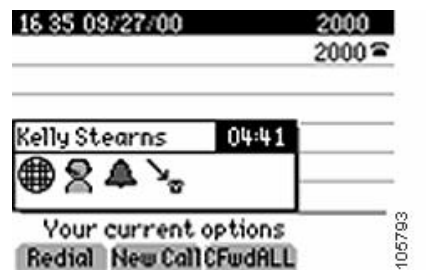 16 35 09/27/00 2000
2000
Kelly Stearns 04:41
Your current options
Redial New Call CFwdALL
105793